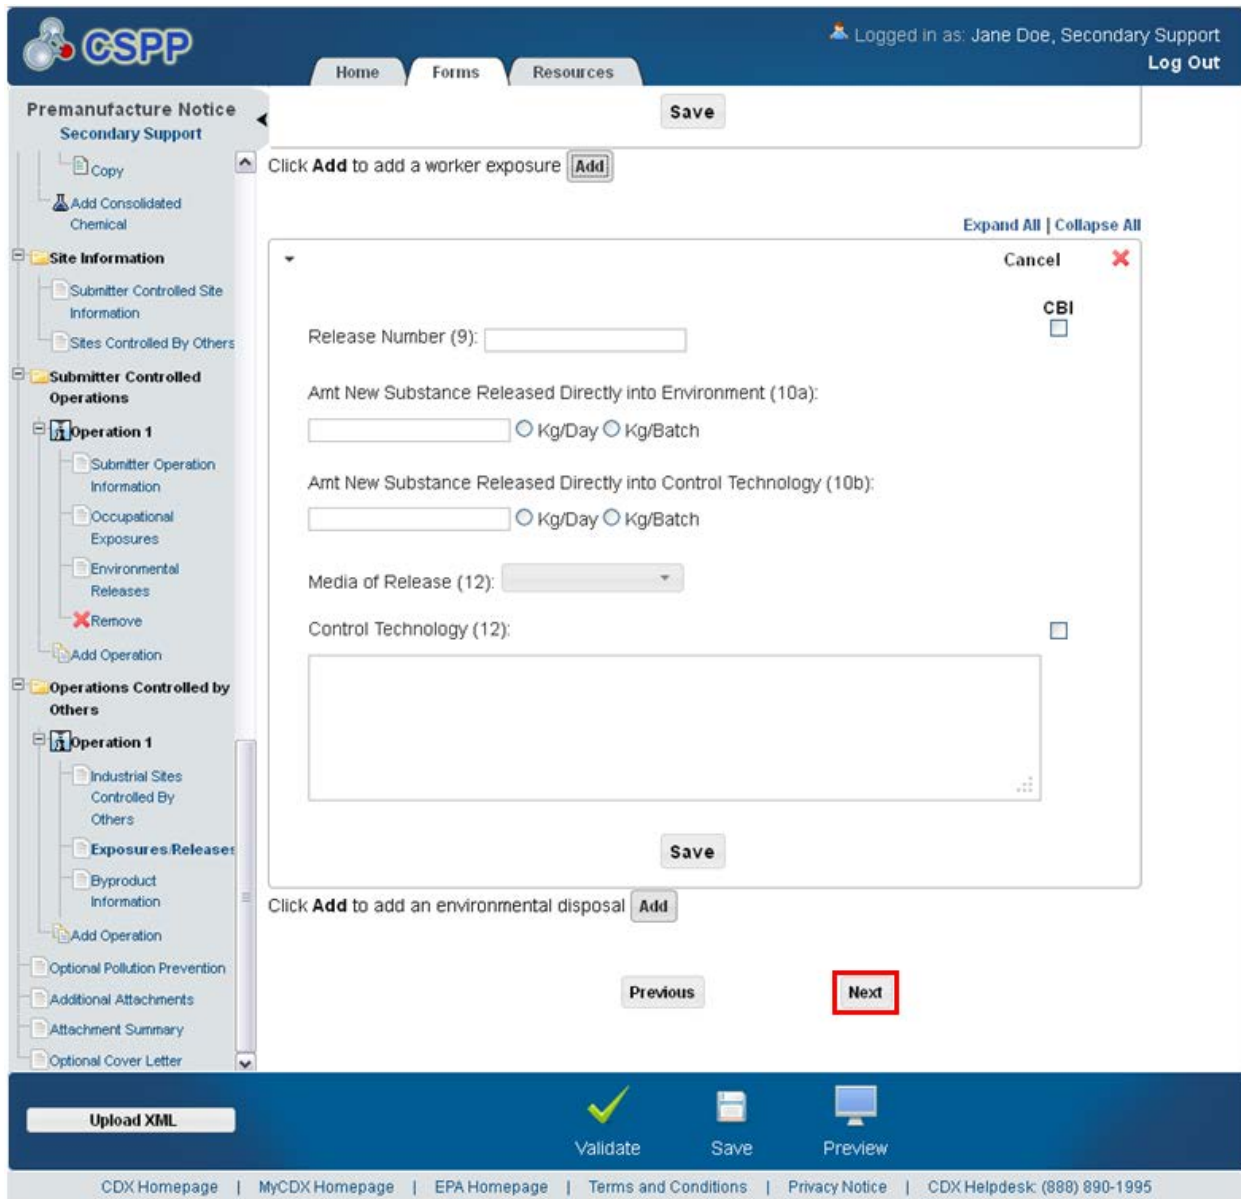 CSPP
Logged in as: Jane Doe, Secondary Support
Log Out
Home
Forms
Resources
Premanufacture Notice
Secondary Support
Copy
Add Consolidated
Chemical
Site Information
Submitter Controlled Site
Information
Sites Controlled By Others
Submitter Controlled
Operations
Operation 1
Submitter Operation
Information
Occupational
Exposures
Environmental
Releases
Remove
Add Operation
Operations Controlled by
Others
Operation 1
Industrial Sites
Controlled By
Others
Exposures/Releases
Byproduct
Information
Add Operation
Optional Pollution Prevention
Additional Attachments
Attachment Summary
Optional Cover Letter
Save
Click Add to add a worker exposure Add
Expand All | Collapse All
Cancel
CBI
Release Number (9):
Amt New Substance Released Directly into Environment (10a):
Kg/Day Kg/Batch
Amt New Substance Released Directly into Control Technology (10b):
Kg/Day Kg/Batch
Media of Release (12):
Control Technology (12):
Save
Click Add to add an environmental disposal Add
Previous
Next
Upload XML
Validate
Save
Preview
CDX Homepage | MyCDX Homepage | EPA Homepage | Terms and Conditions | Privacy Notice | CDX Helpdesk: (888) 890-1995